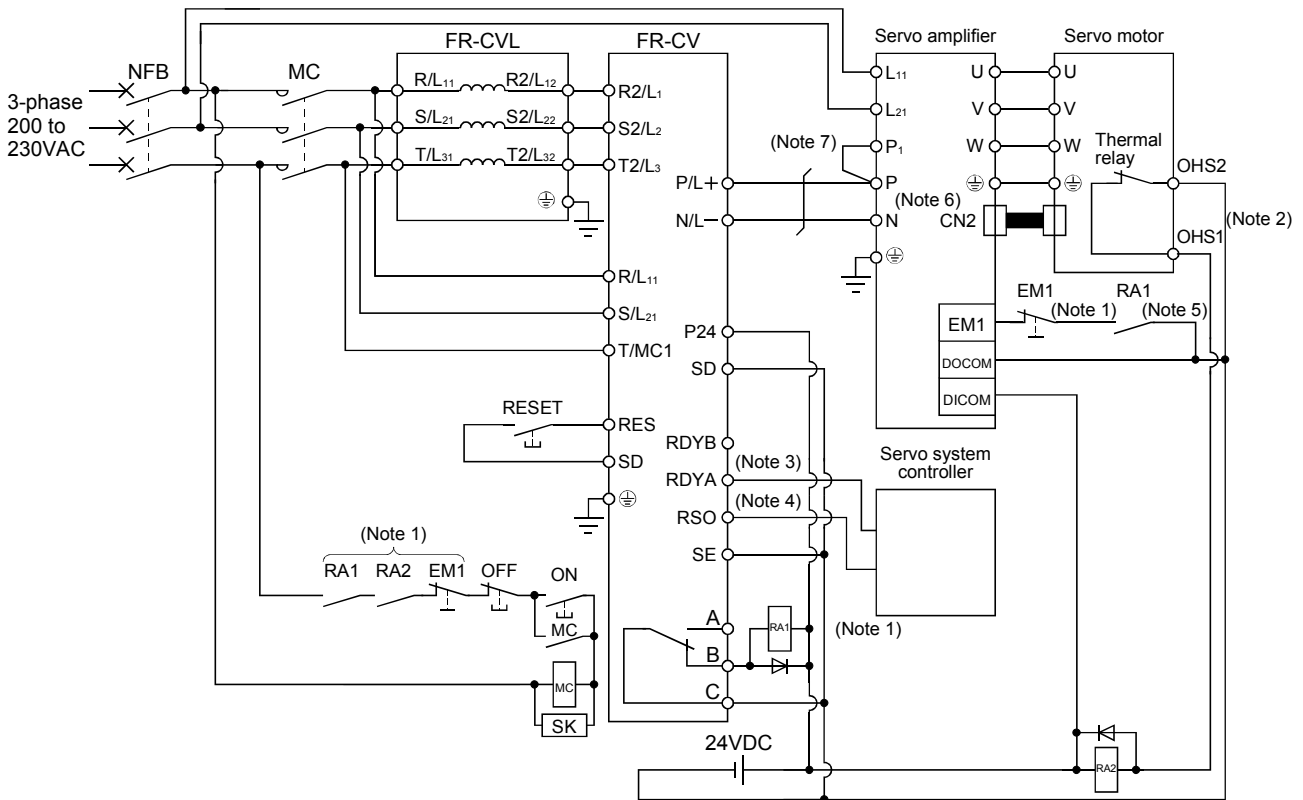 FR-CVL
FR-CV
Servo amplifier
Servo motor
NFB
MC
3-phase
200 to
230VAC
R/L11
R2/L12
S/L21
S2/L22
T/L31
T2/L32
R2/L1
S2/L2
T2/L3
P/L+
N/L−
R/L11
S/L21
T/MC1
P24
SD
RESET
RES
SD
RDYB
RDYA
RSO
SE
A
B
C
(Note 3)
(Note 4)
L11
L21
(Note 7)
P1
P
N
(Note 6)
CN2
U
V
W
U
V
W
Thermal
relay
OHS2
OHS1
(Note 2)
EM1
(Note 1)
RA1
(Note 5)
EM1
DOCOM
DICOM
Servo system
controller
(Note 1)
RA1
RA2
EM1
OFF
ON
MC
MC
SK
RA1
(Note 1)
24VDC
RA2